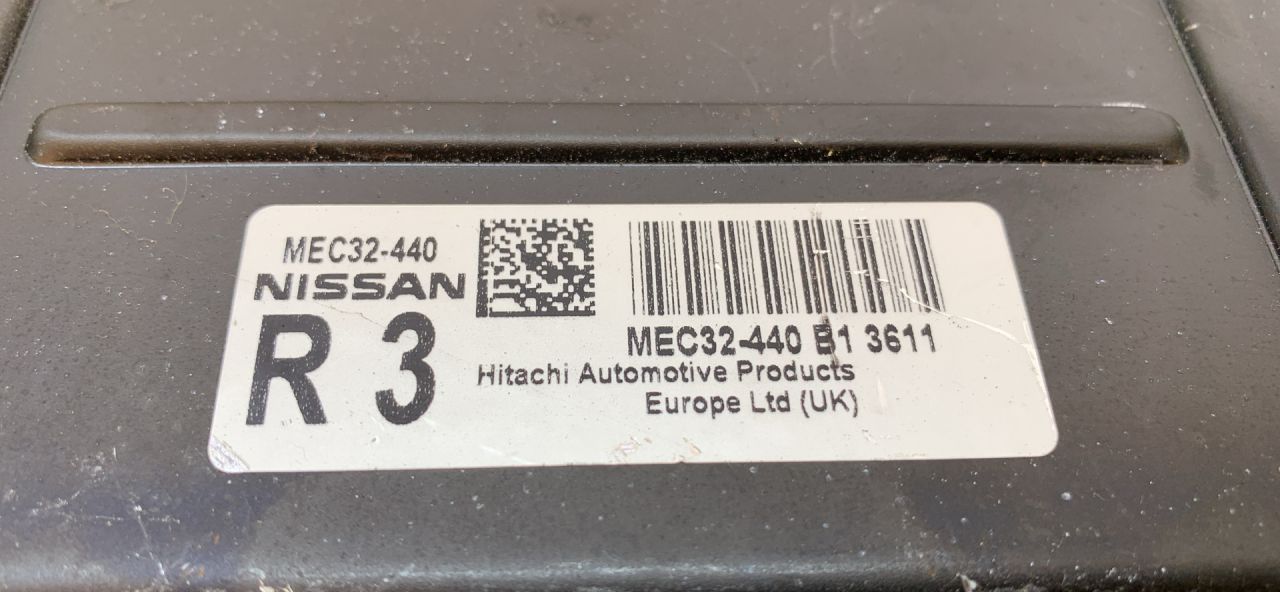 MEC32-440
NISSAN
R 3
MEC32-440 B1 3611
Hitachi Automotive Products
Europe Ltd (UK)